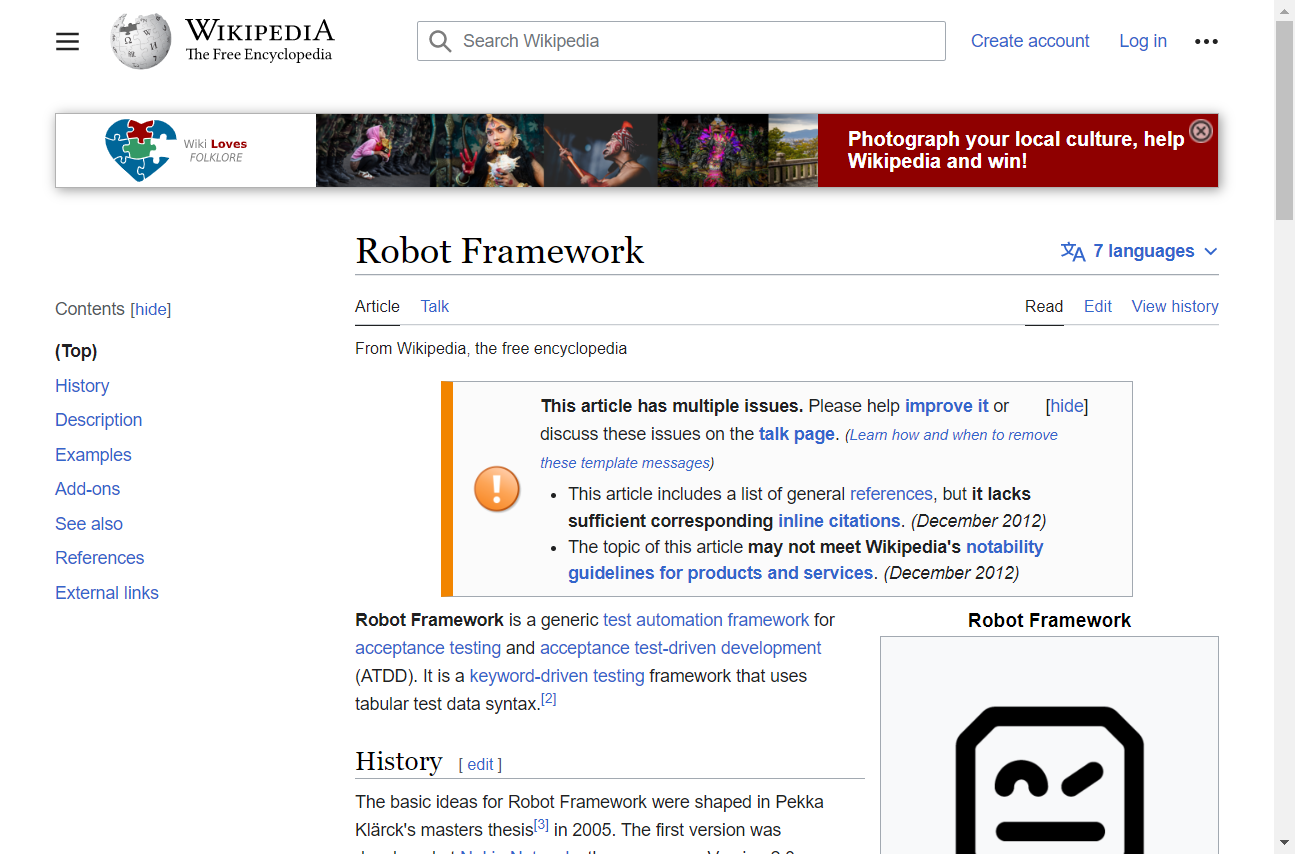 WIKIPEDIA
The Free Encyclopedia
Search Wikipedia
Create account
Log in
Wiki Loves
FOLKLORE
Photograph your local culture, help
Wikipedia and win!
Robot Framework
7 languages
Contents [hide]
(Top)
History
Description
Examples
Add-ons
See also
References
External links
Article
Talk
Read
Edit
View history
From Wikipedia, the free encyclopedia
This article has multiple issues. Please help improve it or
[hide]
discuss these issues on the talk page. (Learn how and when to remove
these template messages)
• This article includes a list of general references, but it lacks
sufficient corresponding inline citations. (December 2012)
• The topic of this article may not meet Wikipedia's notability
guidelines for products and services. (December 2012)
Robot Framework is a generic test automation framework for
acceptance testing and acceptance test-driven development
(ATDD). It is a keyword-driven testing framework that uses
tabular test data syntax.[2]
Robot Framework
History [ edit ]
The basic ideas for Robot Framework were shaped in Pekka
Klärck's masters thesis[3] in 2005. The first version was